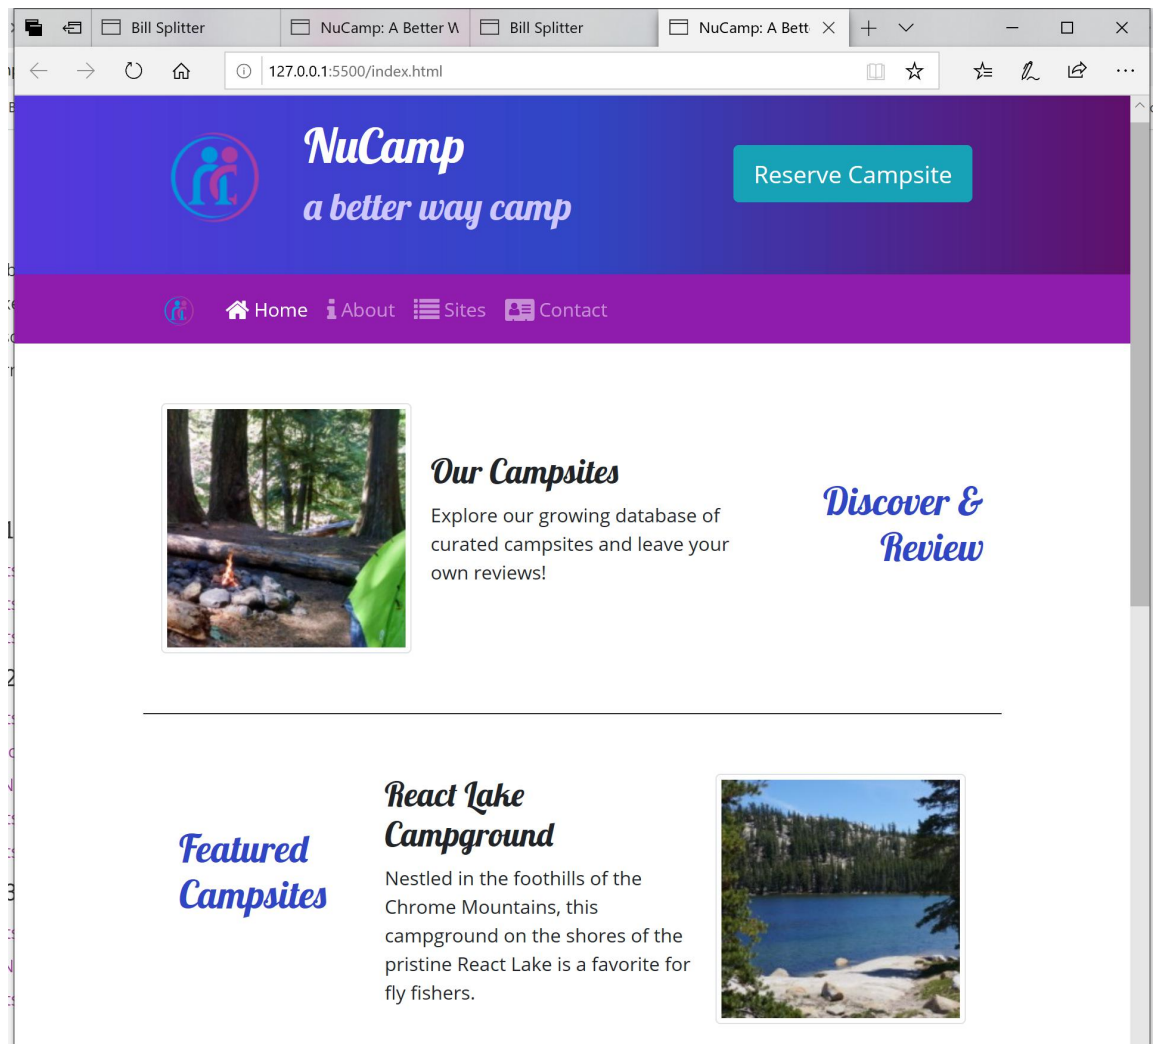 Bill Splitter
NuCamp: A Better W
Bill Splitter
NuCamp: A Bett
127.0.0.1:5500/index.html
NuCamp
a better way camp
Reserve Campsite
Home About Sites Contact
Our Campsites
Explore our growing database of
curated campsites and leave your
own reviews!
Discover &
Review
Featured
Campsites
React Lake
Campground
Nestled in the foothills of the
Chrome Mountains, this
campground on the shores of the
pristine React Lake is a favorite for
fly fishers.